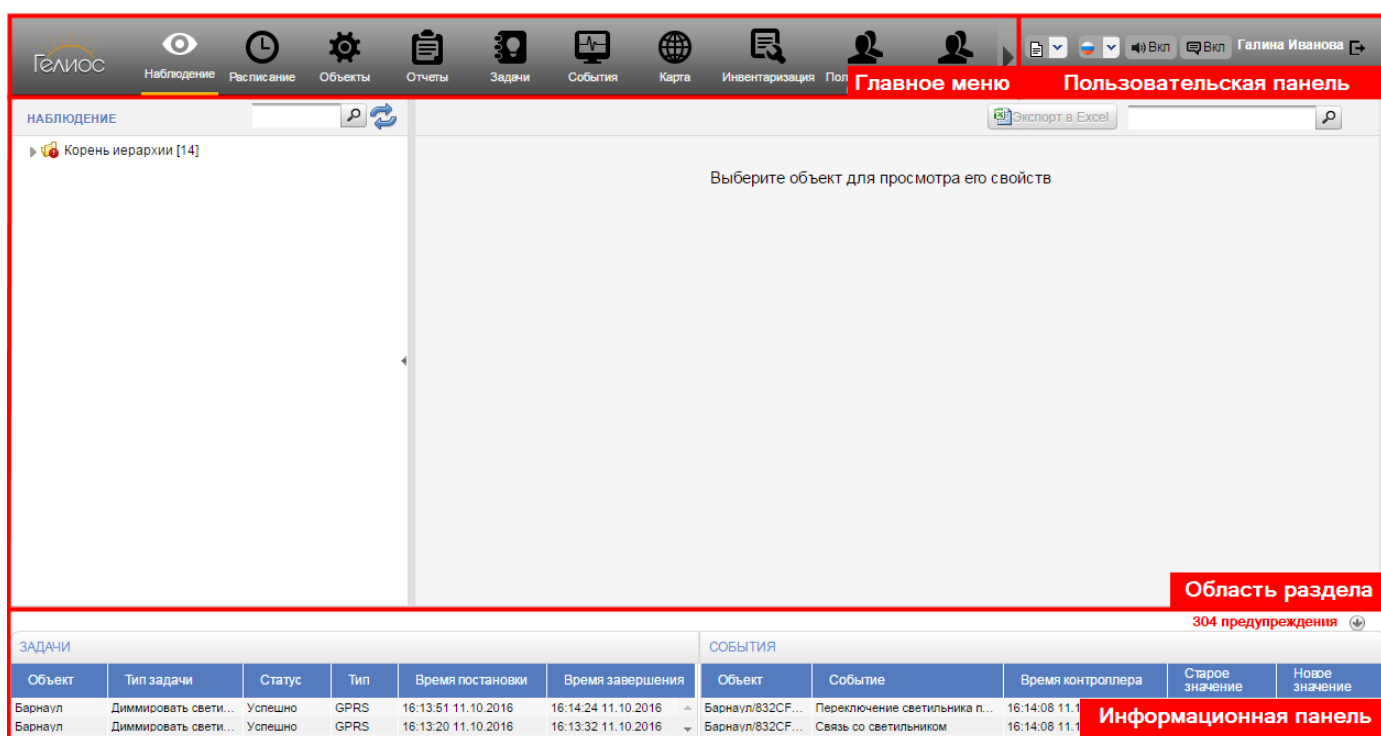 Гелиос
Наблюдение
Расписание
Объекты
Отчеты
Задачи
События
Карта
Инвентаризация
Вкл
Вкл
Галина Иванова
Главное меню
Пользовательская панель
НАБЛЮДЕНИЕ
Экспорт в Excel
Корень иерархии [14]
Выберите объект для просмотра его свойств
Область раздела
304 предупреждения
ЗАДАЧИ
СОБЫТИЯ
Объект Тип задачи Статус Тип Время постановки Время завершения Объект Событие Время контроллера Старое значение Новое значение
Барнаул Диммировать свети... Успешно GPRS 16:13:51 11.10.2016 16:14:24 11.10.2016 Барнаул/832CF... Переключение светильника п... 16:14:08 11.1
Барнаул Диммировать свети... Успешно GPRS 16:13:20 11.10.2016 16:13:32 11.10.2016 Барнаул/832CF... Связь со светильником 16:14:08 11.1
Информационная панель